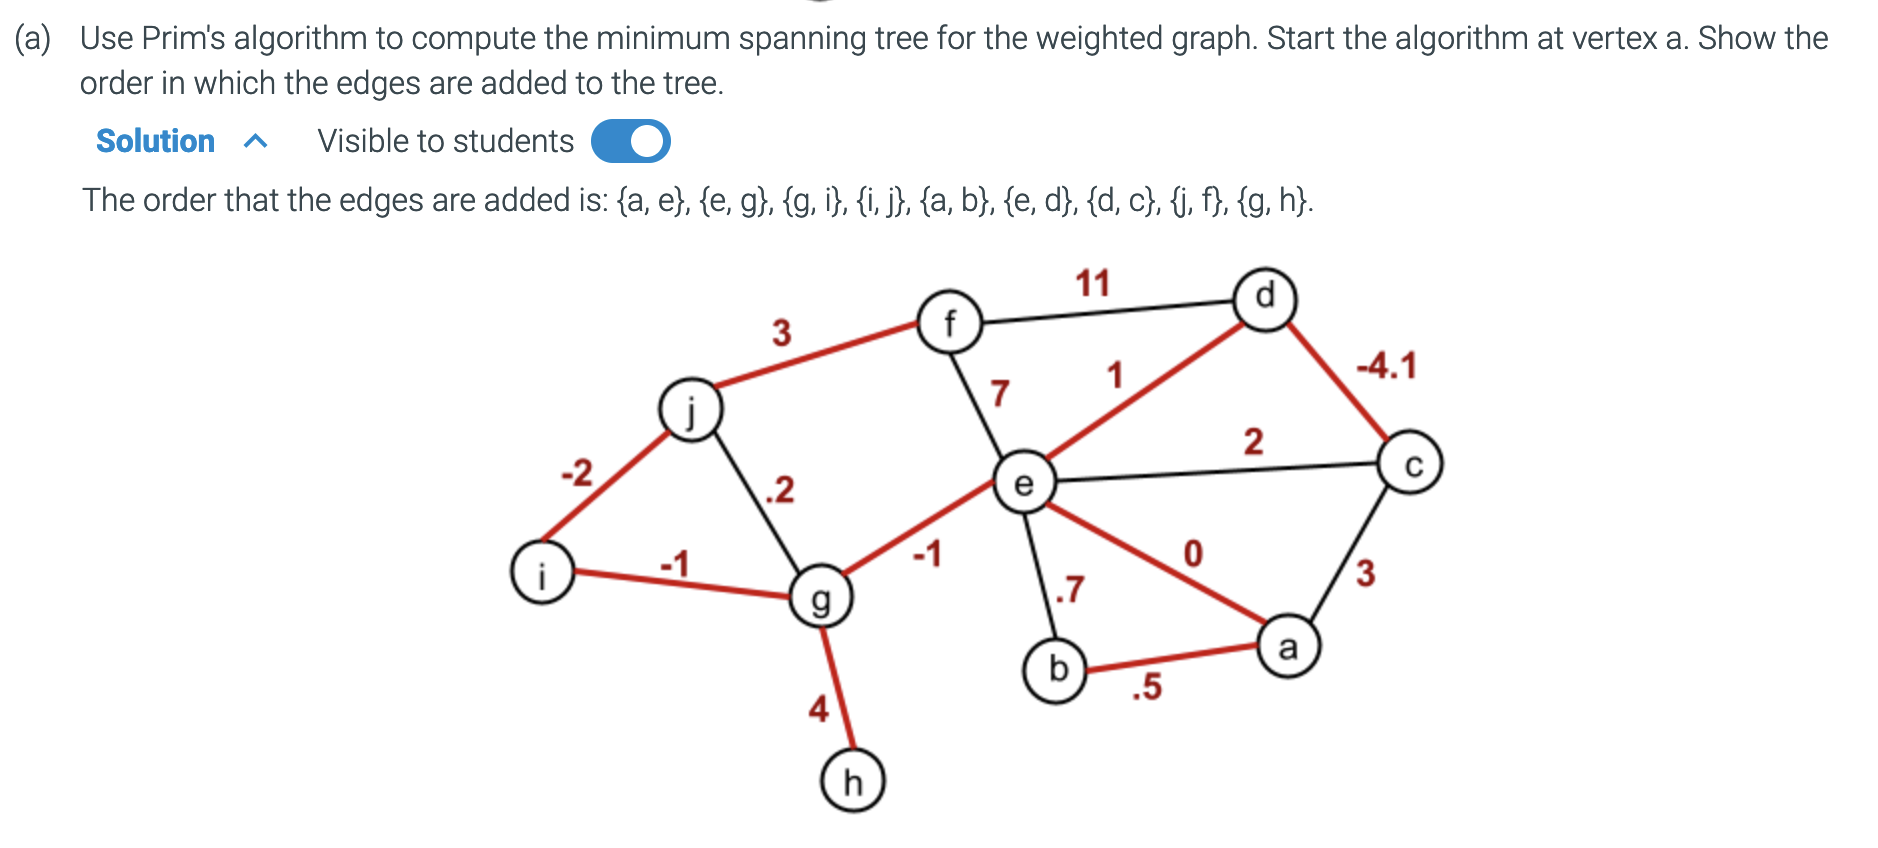 (a) Use Prim's algorithm to compute the minimum spanning tree for the weighted graph. Start the algorithm at vertex a. Show the
order in which the edges are added to the tree.
Solution Visible to students
The order that the edges are added is: {a, e}, {e, g}, {g, i}, {i, j}, {a, b}, {e, d}, {d, c}, {j, f}, {g, h}.
11
d
f
3
-4.1
1
7
j
2
c
-2
.2
e
-1
0
-1
3
i
.7
g
a
b
.5
4
h